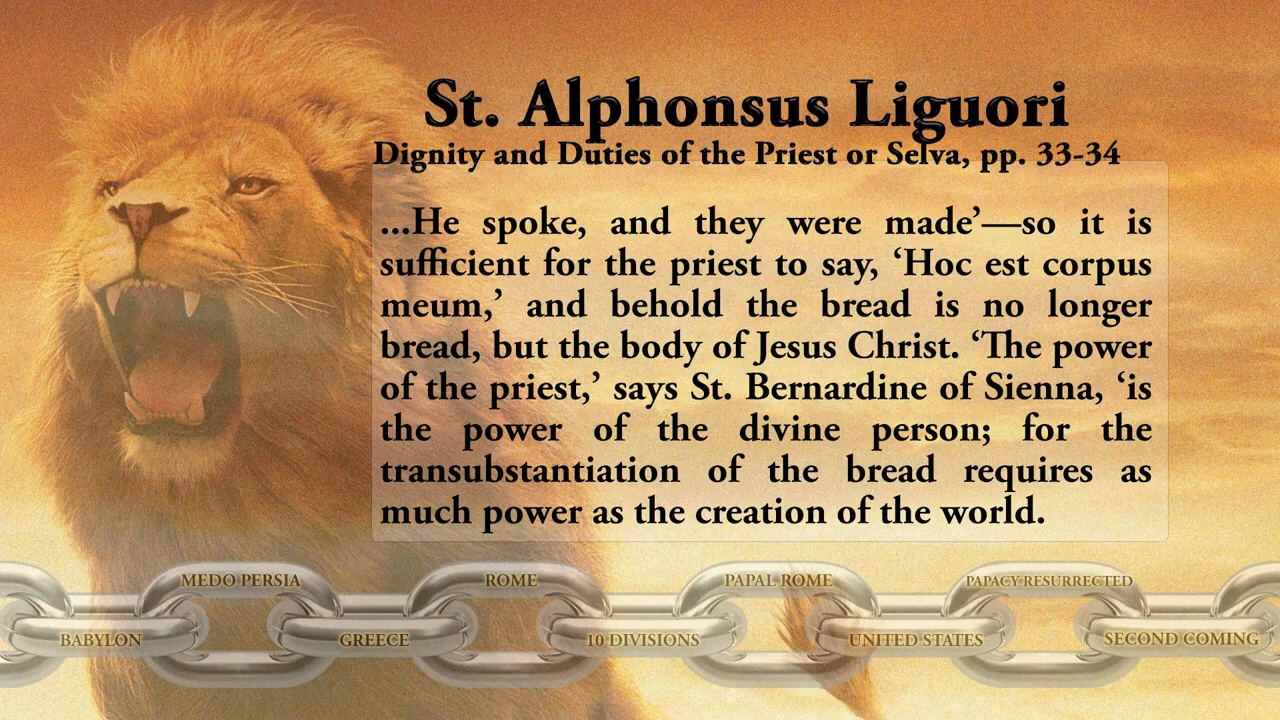 St. Alphonsus Liguori
Dignity and Duties of the Priest or Selva, pp. 33-34
...He spoke, and they were made’—so it is
sufficient for the priest to say, ‘Hoc est corpus
meum,’ and behold the bread is no longer
bread, but the body of Jesus Christ. ‘The power
of the priest,’ says St. Bernardine of Sienna, ‘is
the power of the divine person; for the
transubstantiation of the bread requires as
much power as the creation of the world.
BABYLON
MEDO PERSIA
GREECE
ROME
10 DIVISIONS
PAPAL ROME
UNITED STATES
PAPACY RESURRECTED
SECOND COMING